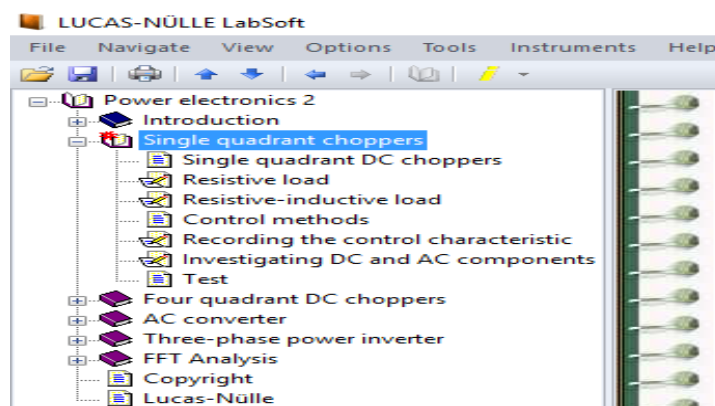 LUCAS-NÜLLE LabSoft
File Navigate View Options Tools Instruments Help
Power electronics 2
Introduction
Single quadrant choppers
Single quadrant DC choppers
Resistive load
Resistive-inductive load
Control methods
Recording the control characteristic
Investigating DC and AC components
Test
Four quadrant DC choppers
AC converter
Three-phase power inverter
FFT Analysis
Copyright
Lucas-Nülle